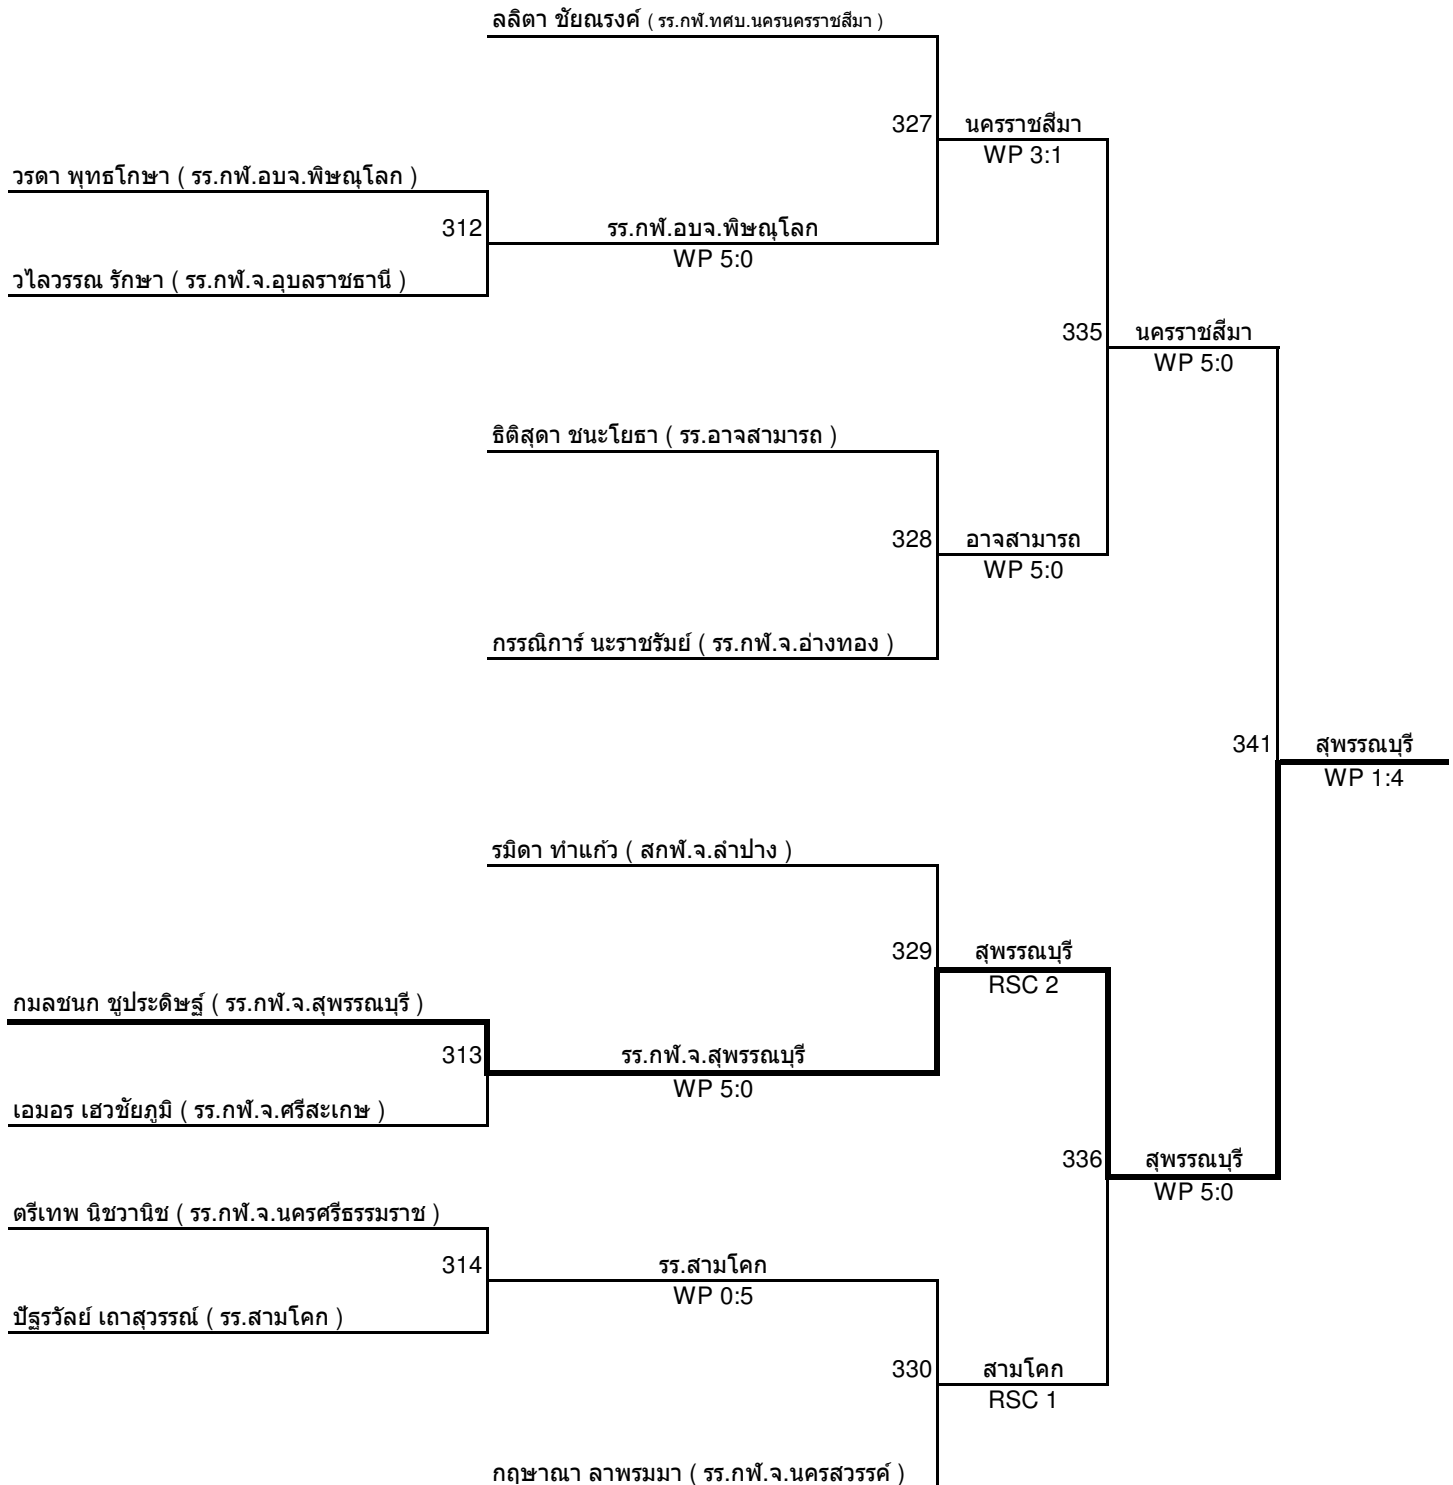 ลลิตา ชัยณรงค์ ( รร.กฬ.ทศบ.นครนครราชสีมา )
327
นครราชสีมา
WP 3:1
วรดา พุทธโกษา ( รร.กฬ.อบจ.พิษณุโลก )
312
รร.กฬ.อบจ.พิษณุโลก
WP 5:0
วไลวรรณ รักษา ( รร.กฬ.จ.อุบลราชธานี )
335
นครราชสีมา
WP 5:0
ธิติสุดา ชนะโยธา ( รร.อาจสามารถ )
328
อาจสามารถ
WP 5:0
กรรณิการ์ นะราชรัมย์ ( รร.กฬ.จ.อ่างทอง )
341
สุพรรณบุรี
WP 1:4
รมิดา ทำแก้ว ( สกฬ.จ.ลำปาง )
329
สุพรรณบุรี
RSC 2
กมลชนก ชูประดิษฐ์ ( รร.กฬ.จ.สุพรรณบุรี )
313
รร.กฬ.จ.สุพรรณบุรี
WP 5:0
เอมอร เฮวชัยภูมิ ( รร.กฬ.จ.ศรีสะเกษ )
336
สุพรรณบุรี
WP 5:0
ตรีเทพ นิชวานิช ( รร.กฬ.จ.นครศรีธรรมราช )
314
รร.สามโคก
WP 0:5
ปัฐรวัลย์ เถาสุวรรณ์ ( รร.สามโคก )
330
สามโคก
RSC 1
กฤษาณา ลาพรมมา ( รร.กฬ.จ.นครสวรรค์ )